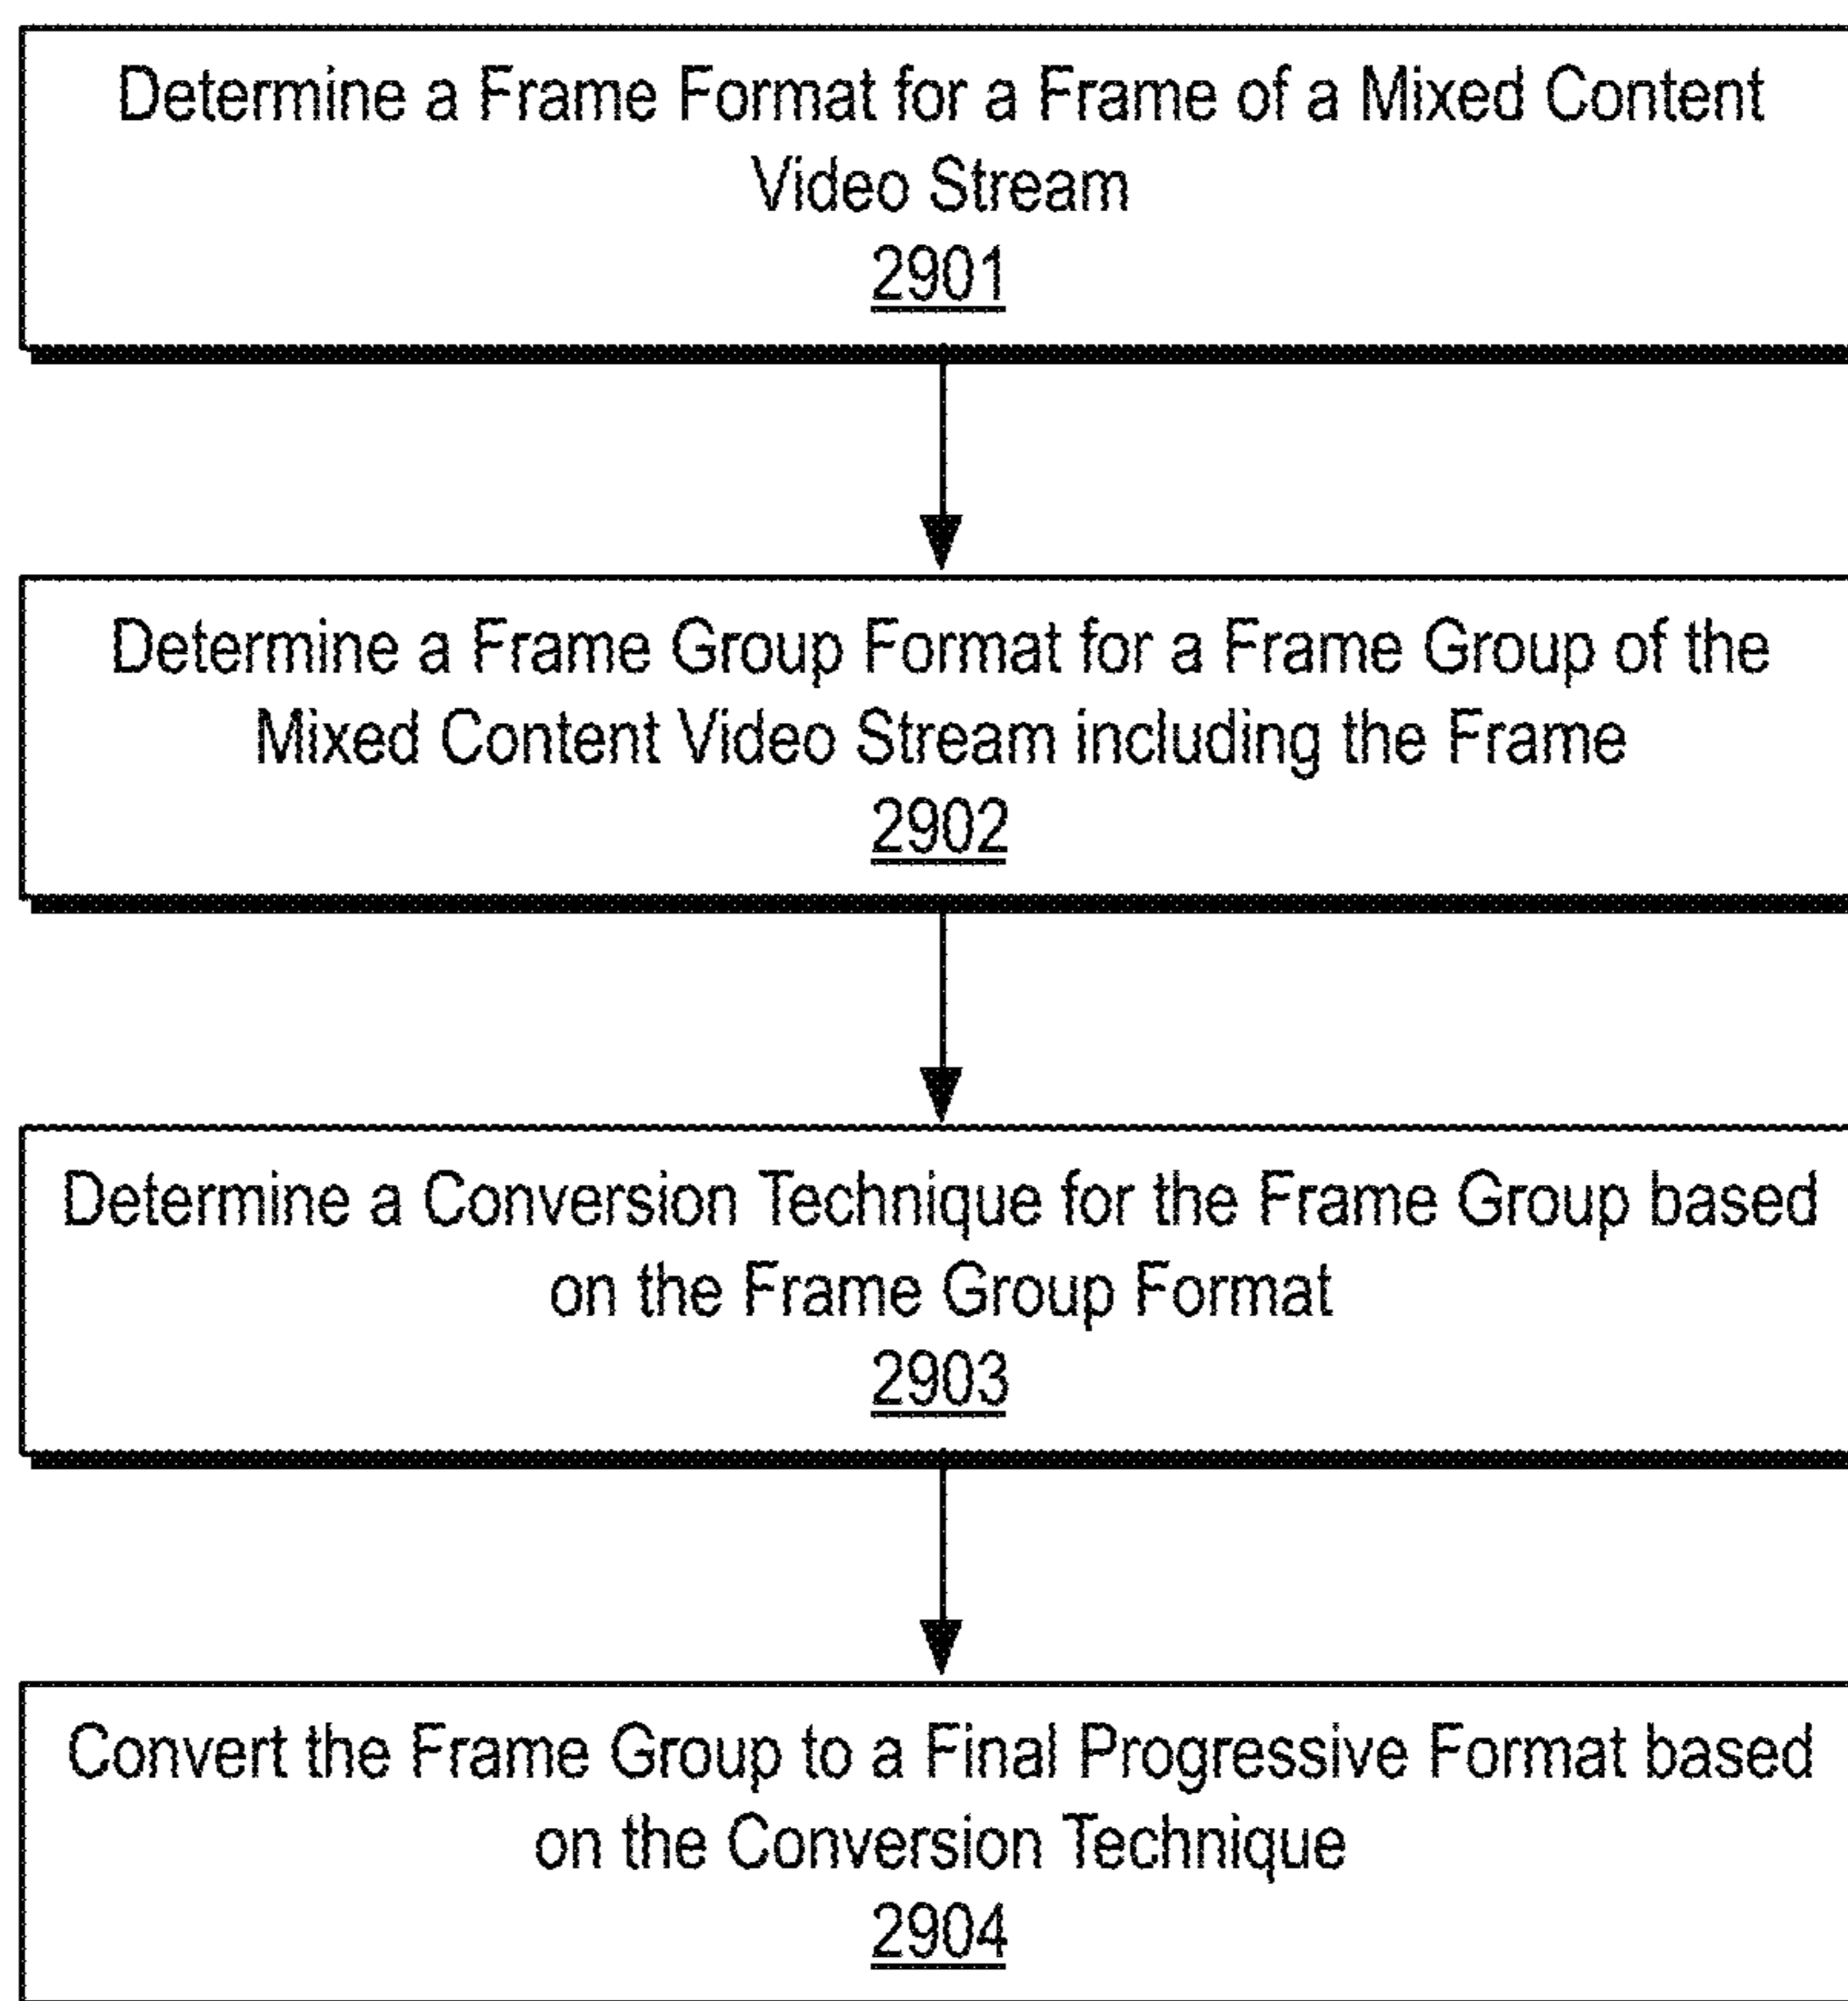 Determine a Frame Format for a Frame of a Mixed Content
Video Stream
2901
Determine a Frame Group Format for a Frame Group of the
Mixed Content Video Stream including the Frame
2902
Determine a Conversion Technique for the Frame Group based
on the Frame Group Format
2903
Convert the Frame Group to a Final Progressive Format based
on the Conversion Technique
2904